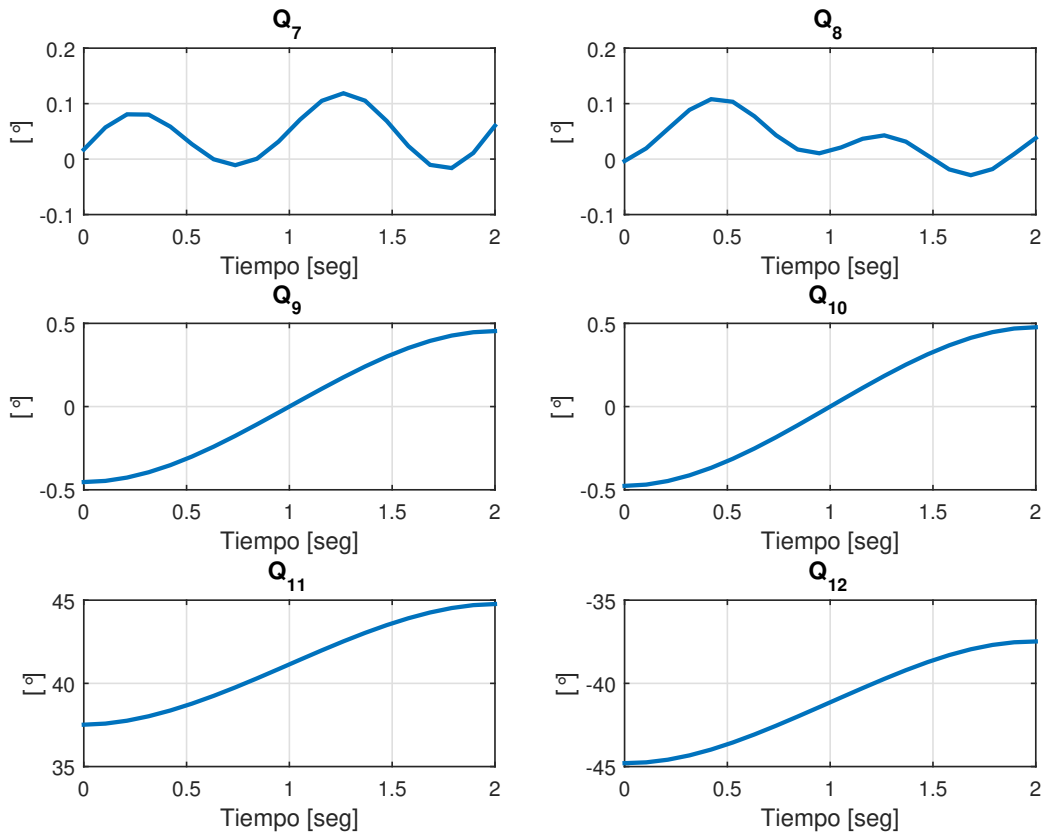 Q7 Q8
0.2 0.2
0.1 0.1
[ º] [ º]
0 0
-0.1 -0.1
0 0.5 1 1.5 2 0 0.5 1 1.5 2
Tiempo [seg] Tiempo [seg]
Q9 Q10
0.5 0.5
[ º] [ º]
0 0
-0.5 -0.5
0 0.5 1 1.5 2 0 0.5 1 1.5 2
Tiempo [seg] Tiempo [seg]
Q11 Q12
45 -35
[ º] [ º]
40 -40
35 -45
0 0.5 1 1.5 2 0 0.5 1 1.5 2
Tiempo [seg] Tiempo [seg]